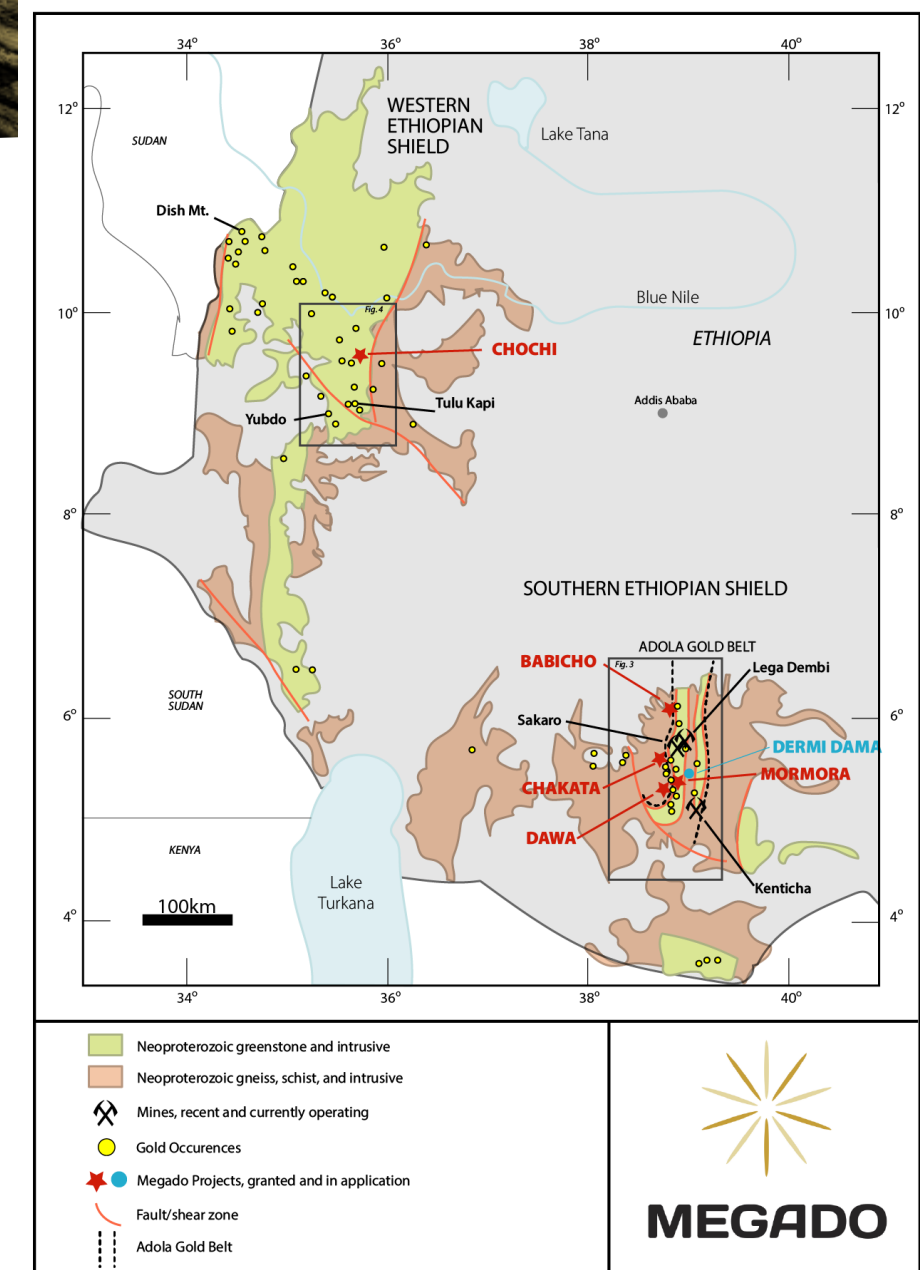 34°
36°
38°
40°
12°
12°
WESTERN
ETHIOPIAN
SHIELD
Lake Tana
SUDAN
Dish Mt.
10°
10°
Fig. 4
Blue Nile
ETHIOPIA
CHOCHI
Addis Ababa
Tulu Kapi
Yubdo
8°
8°
SOUTHERN ETHIOPIAN SHIELD
ADOLA GOLD BELT
BABICHO
Fig. 3
Lega Dembi
SOUTH
SUDAN
6°
6°
Sakaro
DERMI DAMA
MORMORA
CHAKATA
DAWA
KENYA
Lake
Turkana
Kenticha
100km
4°
4°
34°
36°
38°
40°
Neoproterozoic greenstone and intrusive
Neoproterozoic gneiss, schist, and intrusive
Mines, recent and currently operating
Gold Occurences
Megado Projects, granted and in application
Fault/shear zone
Adola Gold Belt
MEGADO